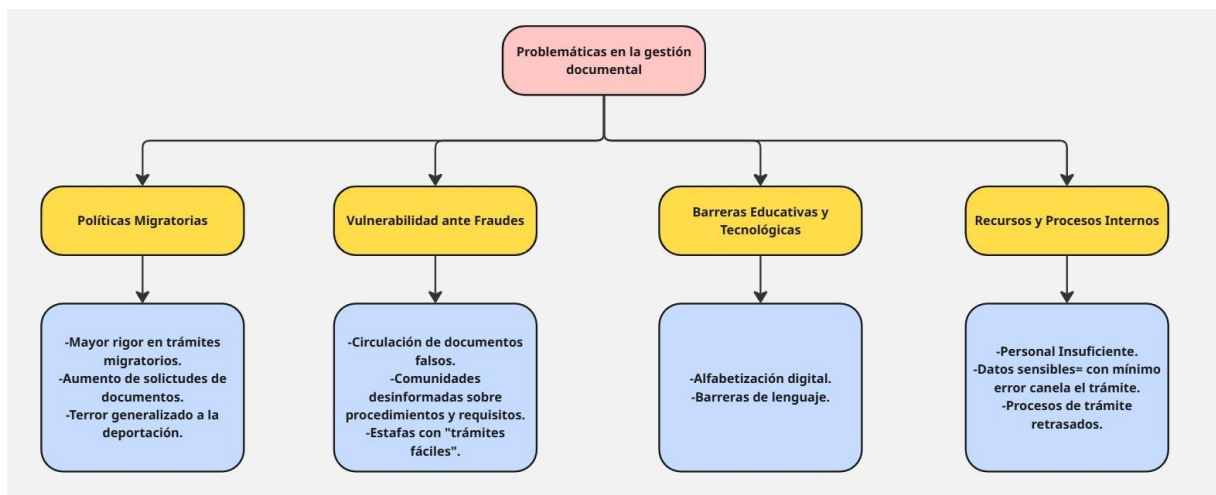 Problemáticas en la gestión
documental
Políticas Migratorias
Vulnerabilidad ante Fraudes
Barreras Educativas y
Tecnológicas
Recursos y Procesos Internos
-Mayor rigor en trámites
migratorios.
-Aumento de solicitudes de
documentos.
-Terror generalizado a la
deportación.
-Circulación de documentos
falsos.
-Comunidades
desinformadas sobre
procedimientos y requisitos.
-Estafas con "trámites
fáciles".
-Alfabetización digital.
-Barreras de lenguaje.
-Personal Insuficiente.
-Datos sensibles= con mínimo
error canela el trámite.
-Procesos de trámite
retrasados.